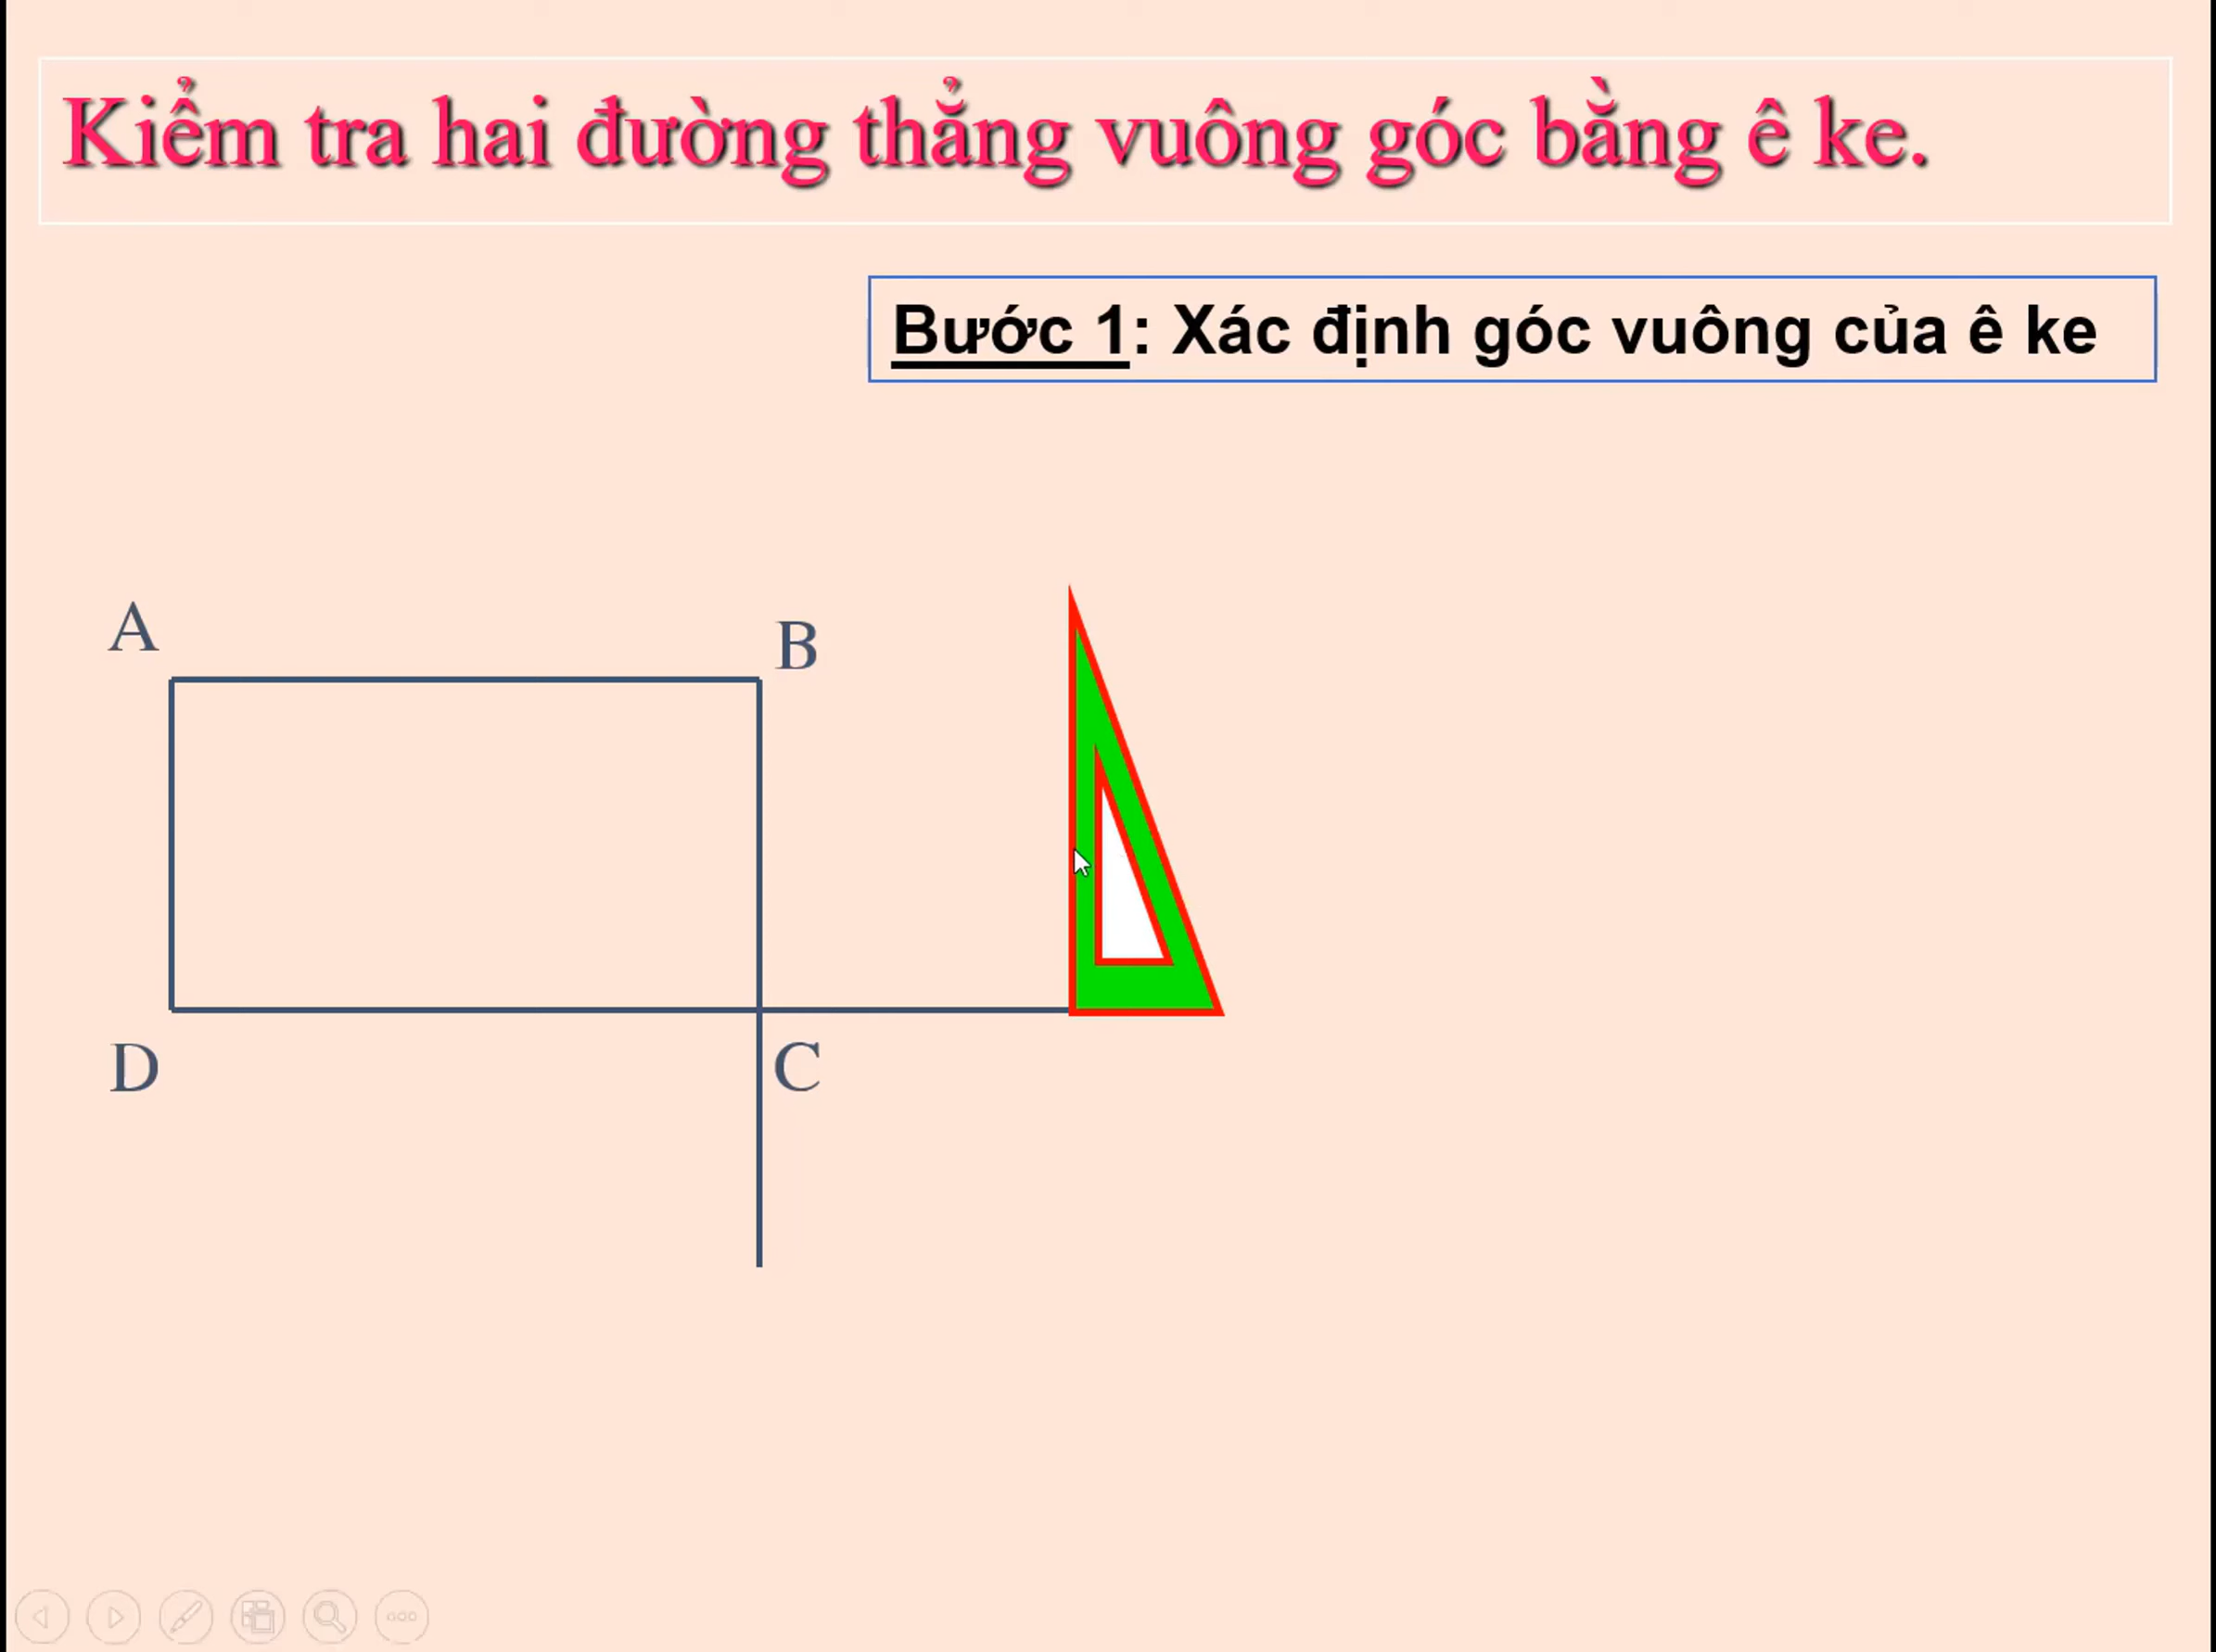 Kiểm tra hai đường thẳng vuông góc bằng ê ke.
Bước 1: Xác định góc vuông của ê ke
A
B
D
C